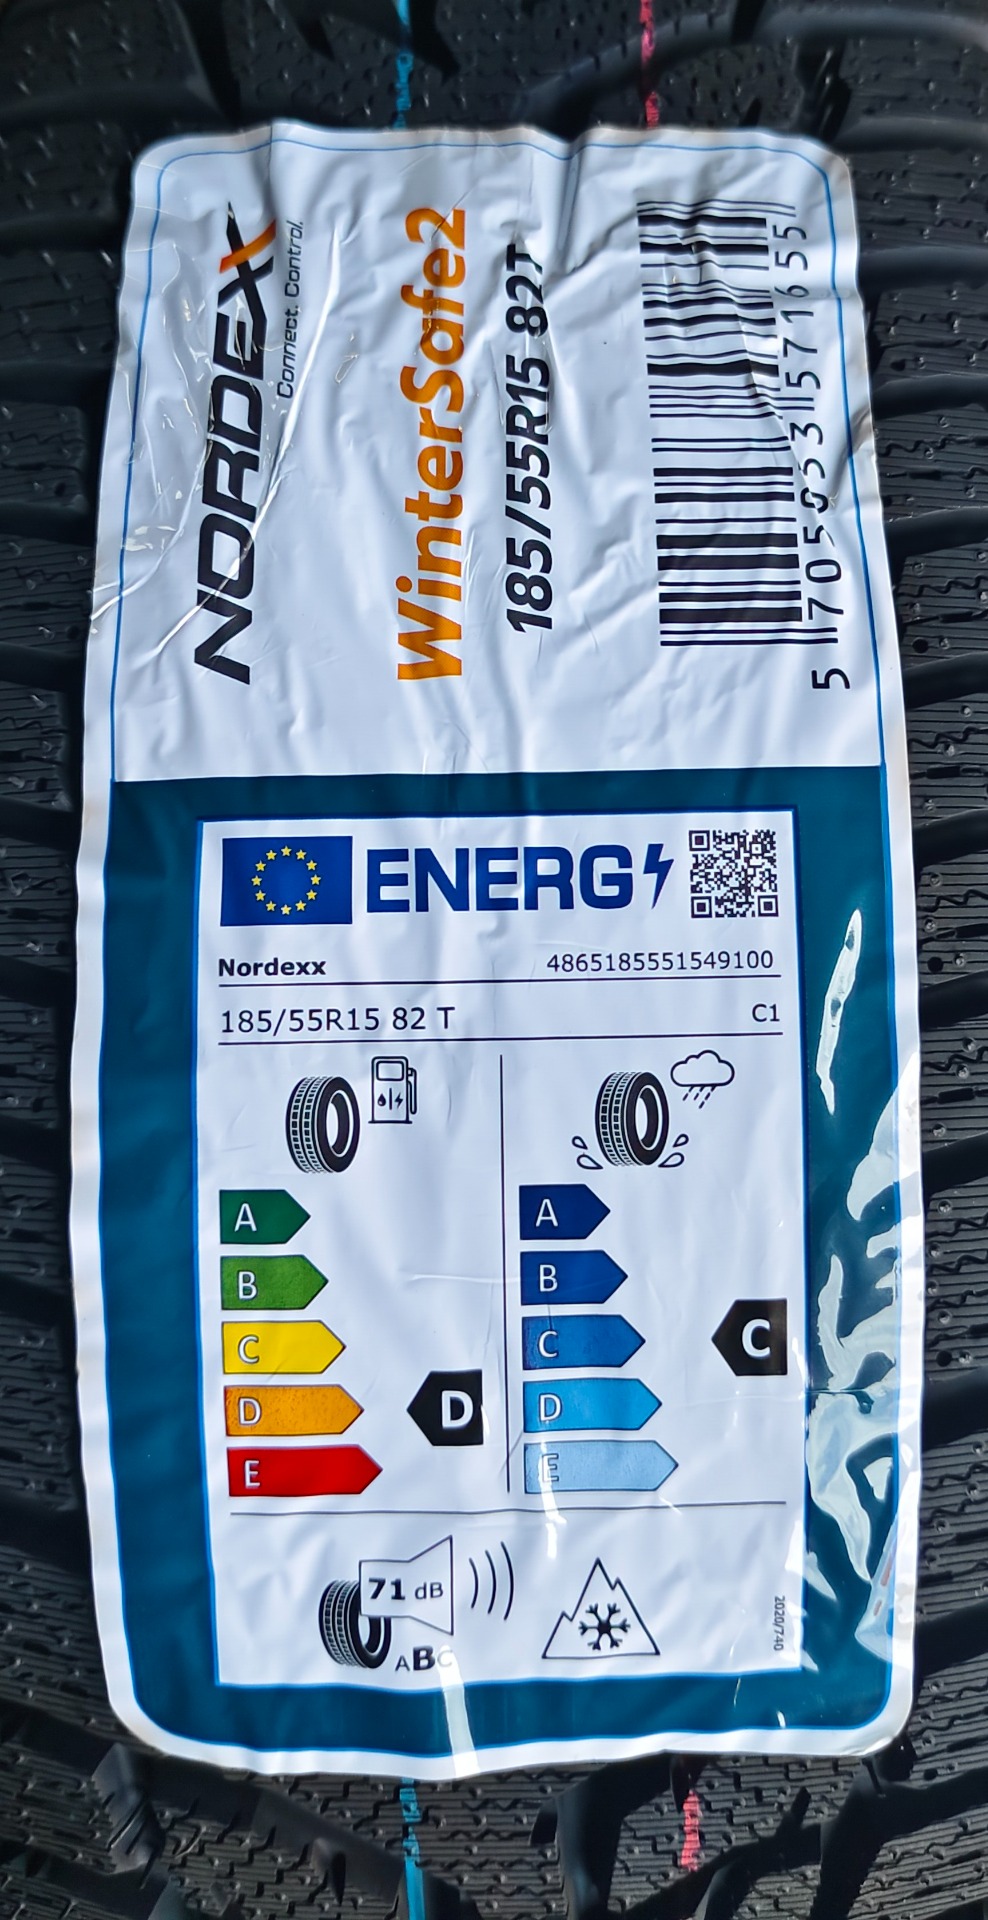 NORDEXX
Connect. Control.
WinterSafe2
185/55R15 82T
5 705053 571655
ENERG
Nordexx 4865185551549100
185/55R15 82 T C1
A
B
C
D
E
D
A
B
C
D
E
C
71 dB
ABC
2020/740